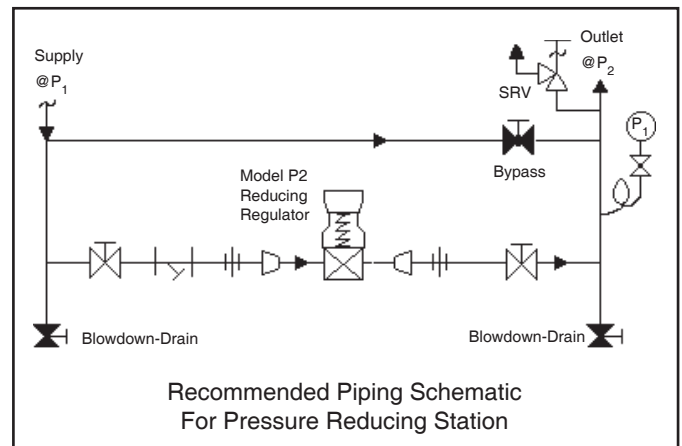 Supply
@P1
Outlet
@P2
SRV
P1
Bypass
Model P2
Reducing
Regulator
Blowdown-Drain
Blowdown-Drain
Recommended Piping Schematic
For Pressure Reducing Station